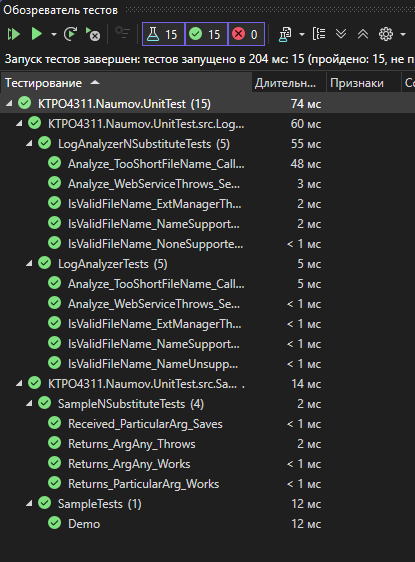 Обозреватель тестов
15 15 0
Запуск тестов завершен: тестов запущено в 204 мс: 15 (пройдено: 15, не п
Тестирование Длительн... Признаки Со
KTPO4311.Naumov.UnitTest (15) 74 мс
KTPO4311.Naumov.UnitTest.src.Log... 60 мс
LogAnalyzerNSubstituteTests (5) 55 мс
Analyze_TooShortFileName_Call... 48 мс
Analyze_WebServiceThrows_Se... 3 мс
IsValidFileName_ExtManagerTh... 2 мс
IsValidFileName_NameSupport... 2 мс
IsValidFileName_NoneSupporte... < 1 мс
LogAnalyzerTests (5) 5 мс
Analyze_TooShortFileName_Call... 5 мс
Analyze_WebServiceThrows_Se... < 1 мс
IsValidFileName_ExtManagerTh... < 1 мс
IsValidFileName_NameSupport... < 1 мс
IsValidFileName_NameUnsupp... < 1 мс
KTPO4311.Naumov.UnitTest.src.Sa... . 14 мс
SampleNSubstituteTests (4) 2 мс
Received_ParticularArg_Saves < 1 мс
Returns_ArgAny_Throws 2 мс
Returns_ArgAny_Works < 1 мс
Returns_ParticularArg_Works < 1 мс
SampleTests (1) 12 мс
Demo 12 мс